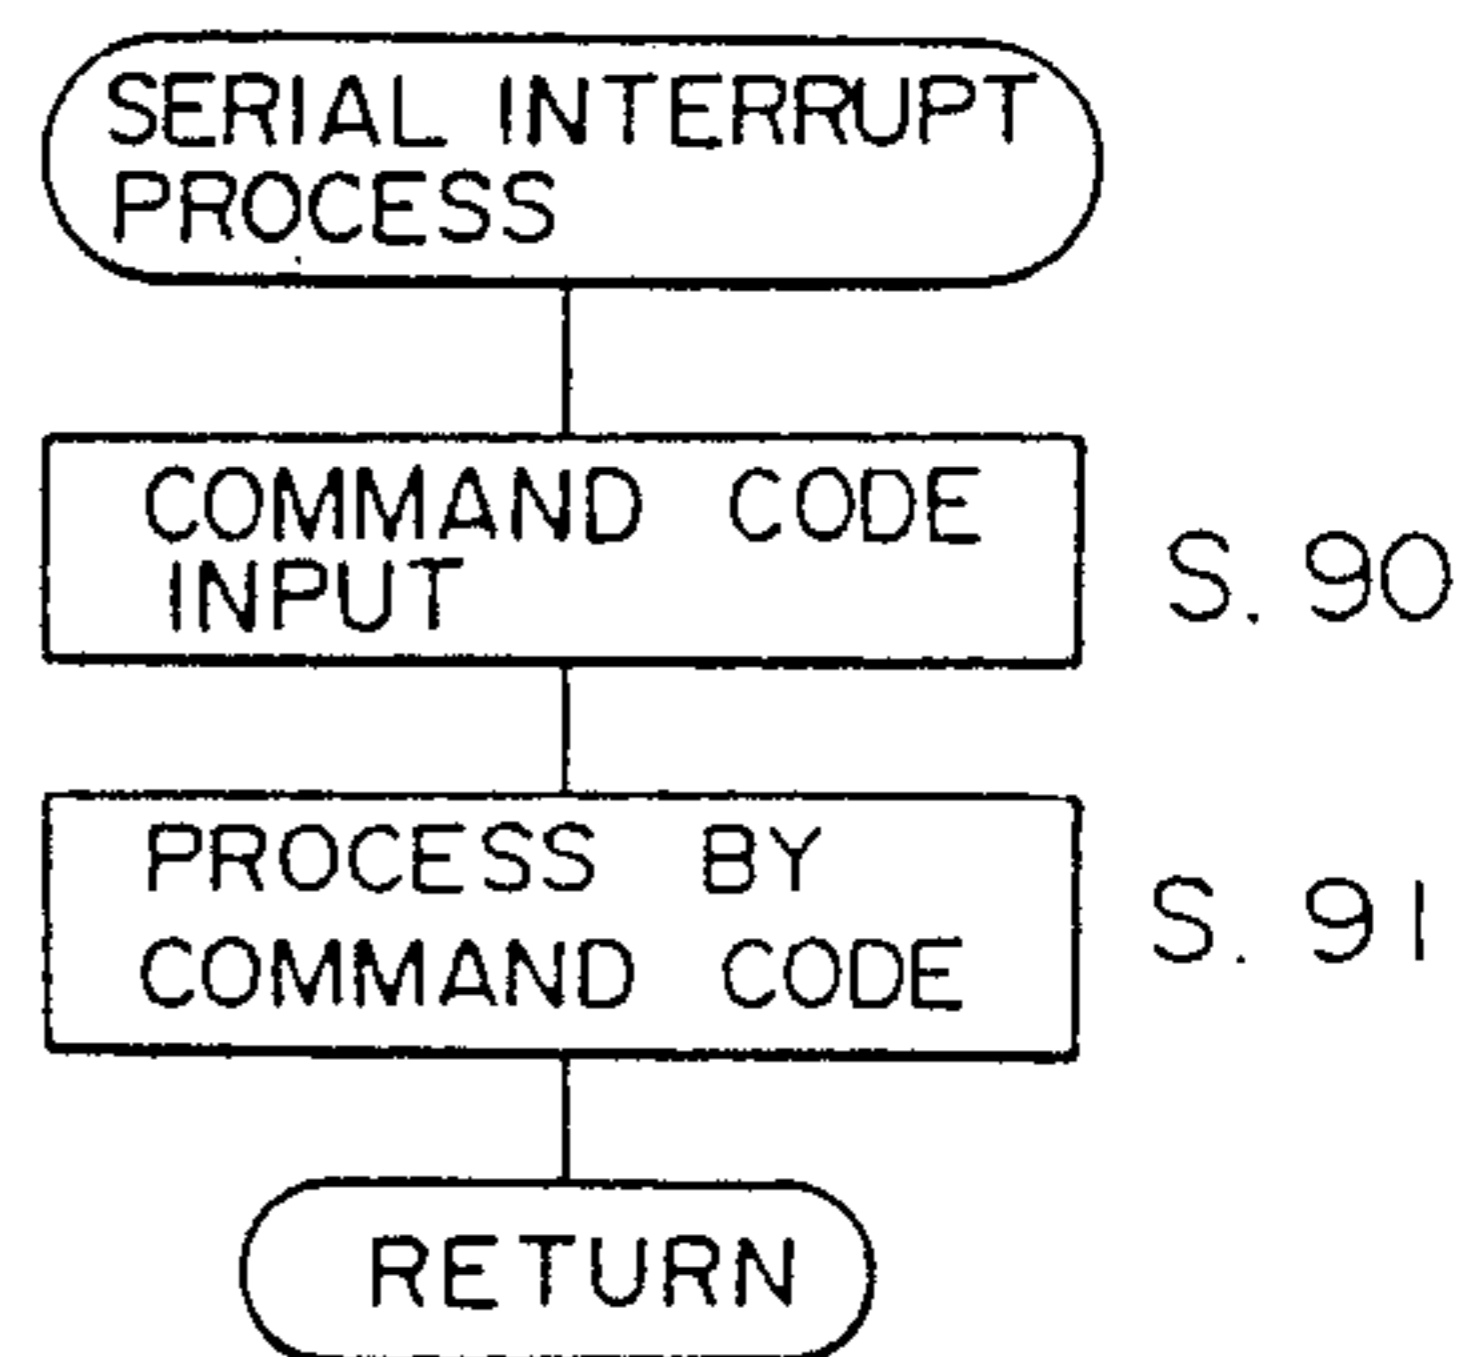 SERIAL INTERRUPT
PROCESS
COMMAND CODE
INPUT
S. 90
PROCESS BY
COMMAND CODE
S. 91
RETURN